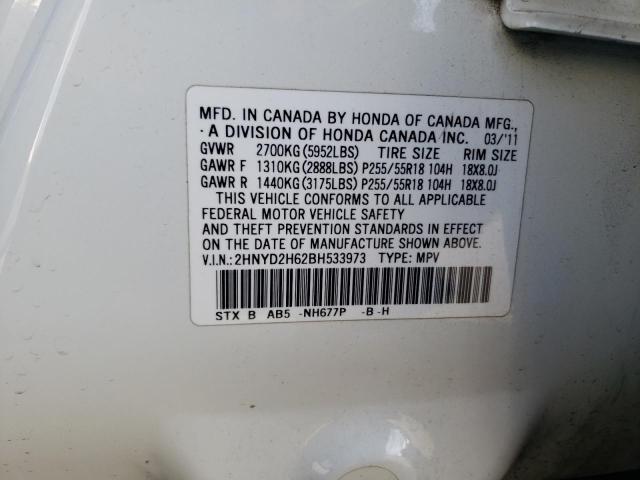 MFD. IN CANADA BY HONDA OF CANADA MFG.,
· A DIVISION OF HONDA CANADA INC. 03/'11
GVWR 2700KG(5952LBS) TIRE SIZE RIM SIZE
GAWR F 1310KG(2888LBS) P255/55R18 104H 18X8.0J
GAWR R 1440KG(3175LBS) P255/55R18 104H 18X8.0J
THIS VEHICLE CONFORMS TO ALL APPLICABLE
FEDERAL MOTOR VEHICLE SAFETY
AND THEFT PREVENTION STANDARDS IN EFFECT
ON THE DATE OF MANUFACTURE SHOWN ABOVE.
V.I.N.:2HNYD2H62BH533973 TYPE: MPV
STX B AB5 -NH677P -B -H